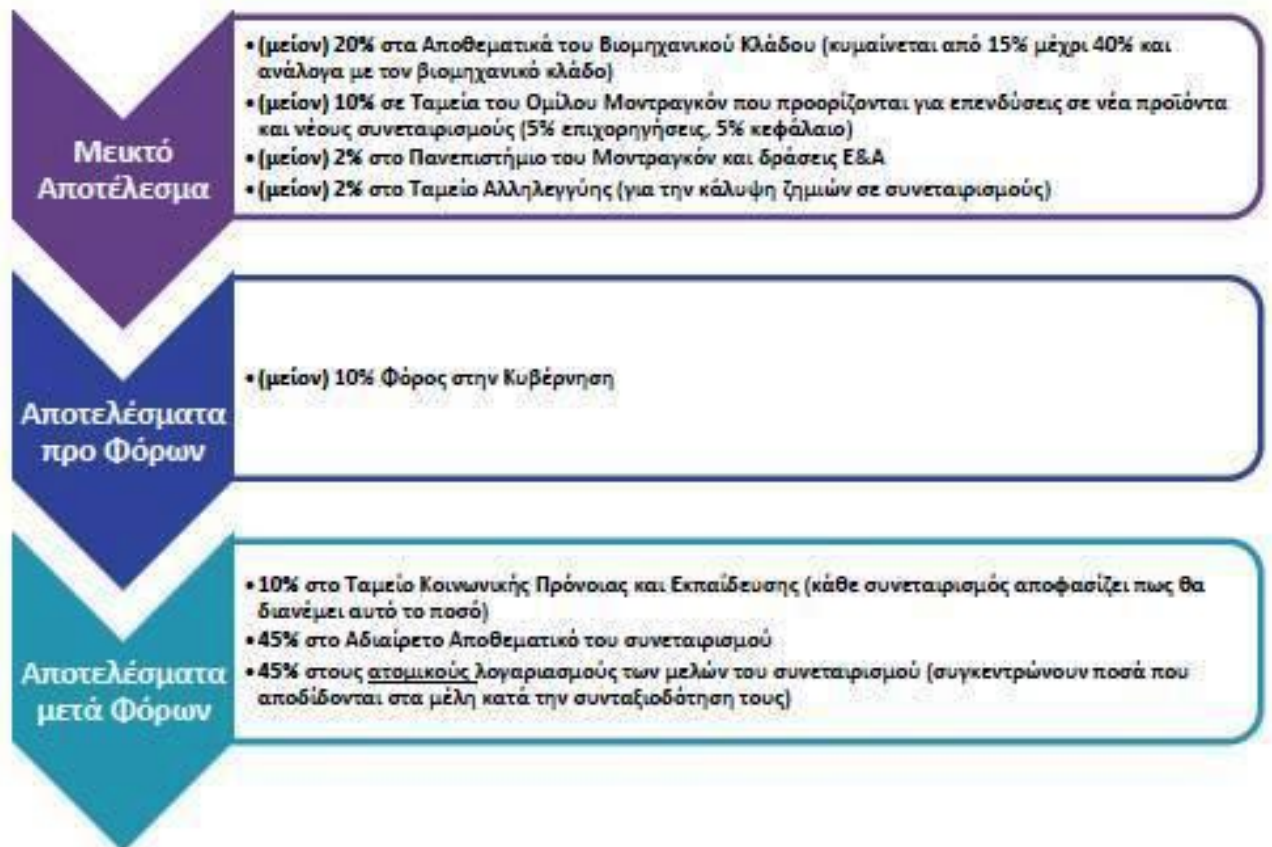 Μεικτό
Αποτέλεσμα
• (μείον) 20% στα Αποθεματικά του Βιομηχανικού Κλάδου (κυμαίνεται από 15% μέχρι 40% και
ανάλογα με τον βιομηχανικό κλάδο)
• (μείον) 10% σε Ταμεία του Ομίλου Μοντραγκόν που προορίζονται για επενδύσεις σε νέα προϊόντα
και νέους συνεταιρισμούς (5% επιχορηγήσεις, 5% κεφάλαιο)
• (μείον) 2% στο Πανεπιστήμιο του Μοντραγκόν και δράσεις Ε&Α
• (μείον) 2% στο Ταμείο Αλληλεγγύης (για την κάλυψη ζημιών σε συνεταιρισμούς)
Αποτελέσματα
προ Φόρων
• (μείον) 10% Φόρος στην Κυβέρνηση
Αποτελέσματα
μετά Φόρων
• 10% στο Ταμείο Κοινωνικής Πρόνοιας και Εκπαίδευσης (κάθε συνεταιρισμός αποφασίζει πως θα
διανέμει αυτό το ποσό)
• 45% στο Αδιαίρετο Αποθεματικό του συνεταιρισμού
• 45% στους ατομικούς λογαριασμούς των μελών του συνεταιρισμού (συγκεντρώνουν ποσά που
αποδίδονται στα μέλη κατά την συνταξιοδότηση τους)